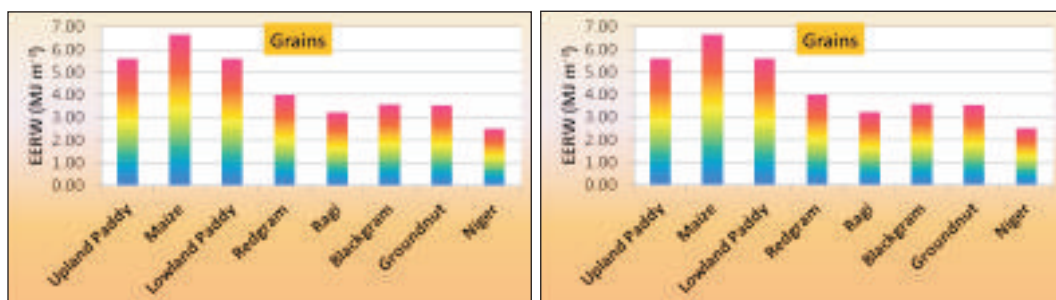 Grains
EERW (MJ m⁻²)
7.00
6.00
5.00
4.00
3.00
2.00
1.00
0.00
Upland Paddy
Maize
Lowland Paddy
Redgram
Ragi
Blackgram
Groundnut
Niger
Grains
EERW (MJ m⁻²)
7.00
6.00
5.00
4.00
3.00
2.00
1.00
0.00
Upland Paddy
Maize
Lowland Paddy
Redgram
Ragi
Blackgram
Groundnut
Niger